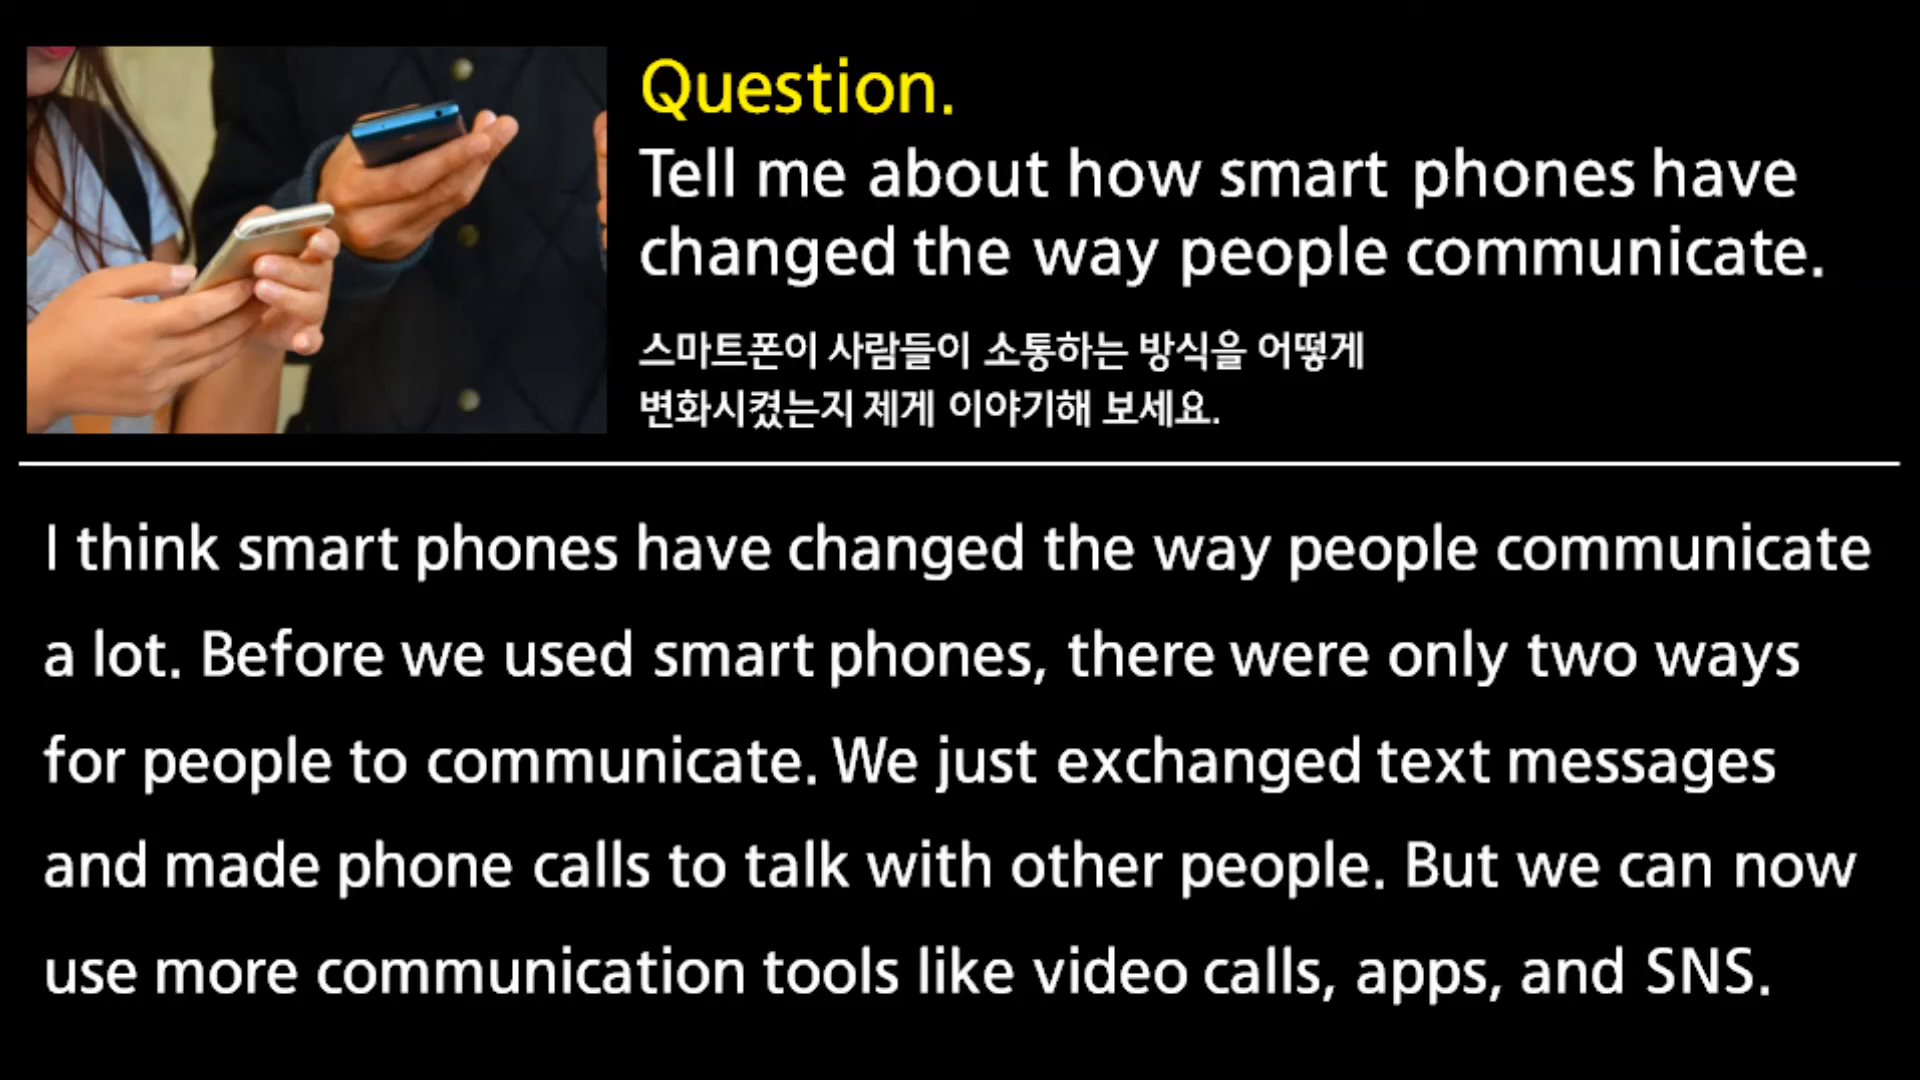 Question.
Tell me about how smart phones have
changed the way people communicate.
스마트폰이 사람들이 소통하는 방식을 어떻게
변화시켰는지 제게 이야기해 보세요.
I think smart phones have changed the way people communicate
a lot. Before we used smart phones, there were only two ways
for people to communicate. We just exchanged text messages
and made phone calls to talk with other people. But we can now
use more communication tools like video calls, apps, and SNS.